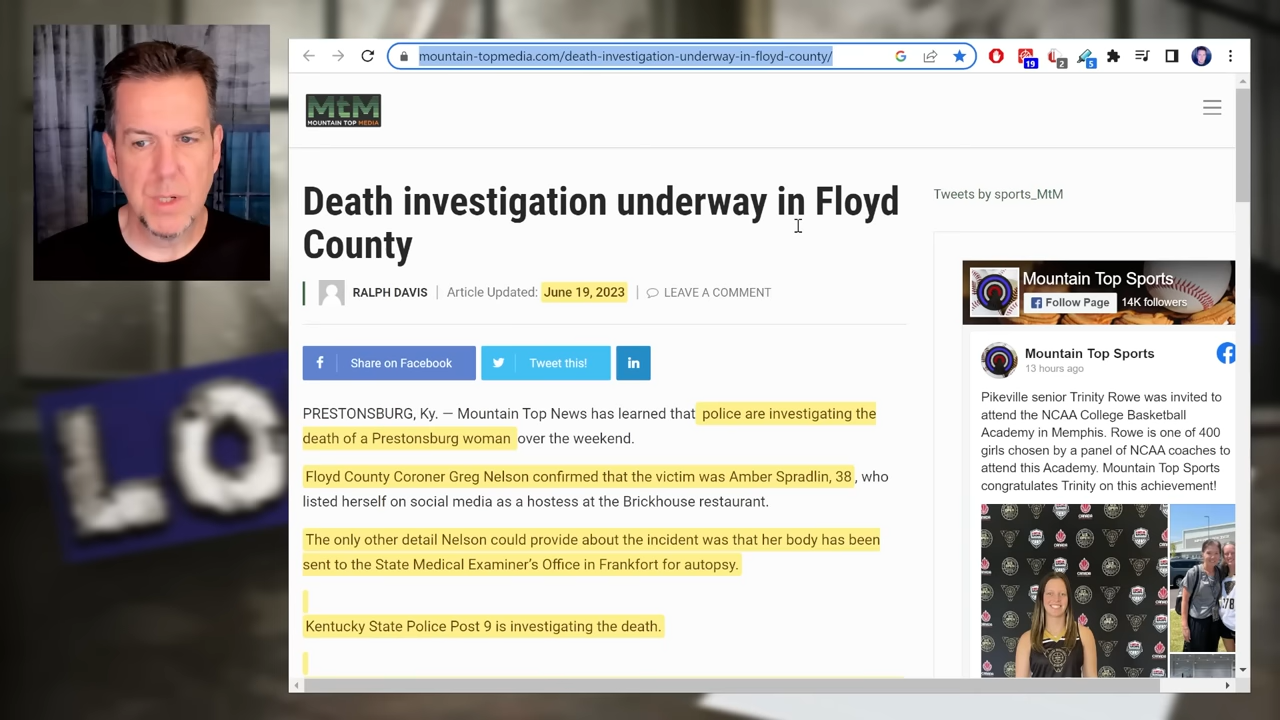 mountain-topmedia.com/death-investigation-underway-in-floyd-county/
19
2
5
MtM
MOUNTAIN TOP MEDIA
Death investigation underway in Floyd
County
RALPH DAVIS
Article Updated: June 19, 2023
LEAVE A COMMENT
Share on Facebook
Tweet this!
in
PRESTONSBURG, Ky. — Mountain Top News has learned that police are investigating the
death of a Prestonsburg woman over the weekend.
Floyd County Coroner Greg Nelson confirmed that the victim was Amber Spradlin, 38, who
listed herself on social media as a hostess at the Brickhouse restaurant.
The only other detail Nelson could provide about the incident was that her body has been
sent to the State Medical Examiner's Office in Frankfort for autopsy.
Kentucky State Police Post 9 is investigating the death.
Tweets by sports_MtM
Mountain Top Sports
Follow Page
14K followers
Mountain Top Sports
13 hours ago
Pikeville senior Trinity Rowe was invited to
attend the NCAA College Basketball
Academy in Memphis. Rowe is one of 400
girls chosen by a panel of NCAA coaches to
attend this Academy. Mountain Top Sports
congratulates Trinity on this achievement!
LO